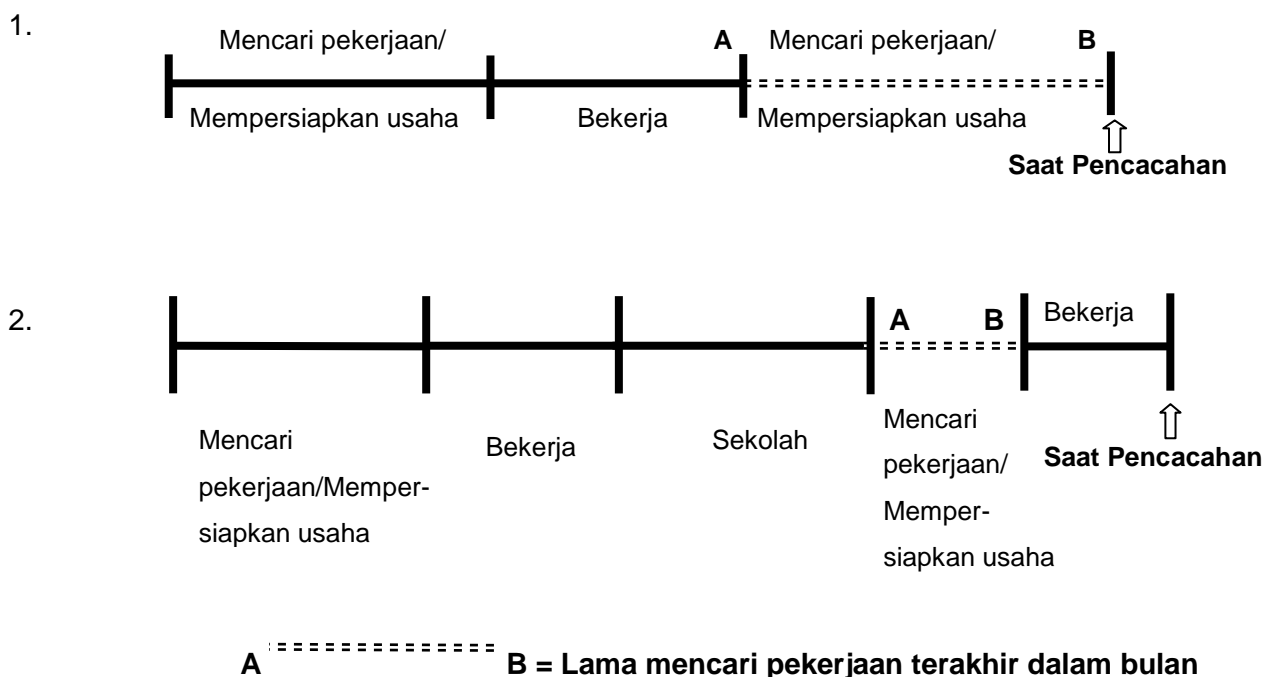 1.
Mencari pekerjaan/ A Mencari pekerjaan/ B
Mempersiapkan usaha Bekerja Mempersiapkan usaha
Saat Pencacahan
2.
A B Bekerja
Mencari
pekerjaan/Memper-
siapkan usaha
Bekerja
Sekolah
Mencari
pekerjaan/
Memper-
siapkan usaha
Saat Pencacahan
A B = Lama mencari pekerjaan terakhir dalam bulan